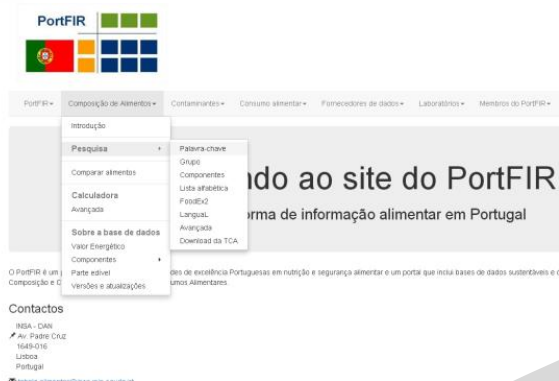 PortFIR
PortFIR Composição de Alimentos Contaminantes Consumo alimentar Fornecedores de dados Laboratórios Membros do PortFIR
Introdução
Pesquisa
Comparar alimentos
Calculadora
Avançada
Sobre a base de dados
Valor Energético
Componentes
Parte edível
Versões e atualizações
Palavra-chave
Grupo
Componentes
Lista alfabética
FoodEx2
LanguaL
Avançada
Download da TCA
ndo ao site do PortFIR
orma de informação alimentar em Portugal
O PortFIR é um des de excelência Portuguesas em nutrição e segurança alimentar e um portal que inclui bases de dados sustentáveis e
Composição e umos Alimentares
Contactos
INSA - DAN
Av. Padre Cruz
1649-016
Lisboa
Portugal